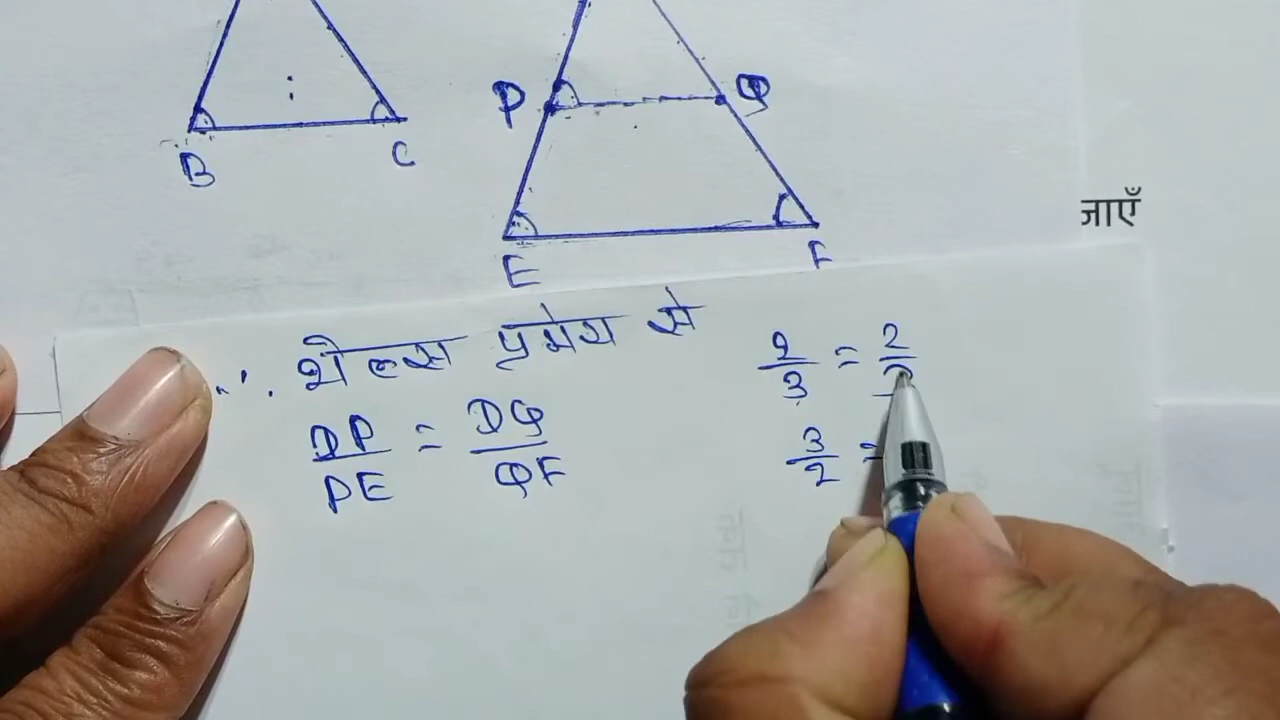 P Q
B C
E F
जाएँ
∴ थेल्स प्रमेय से
DP/PE = DQ/QF
2/3 = 2/
3/2 =